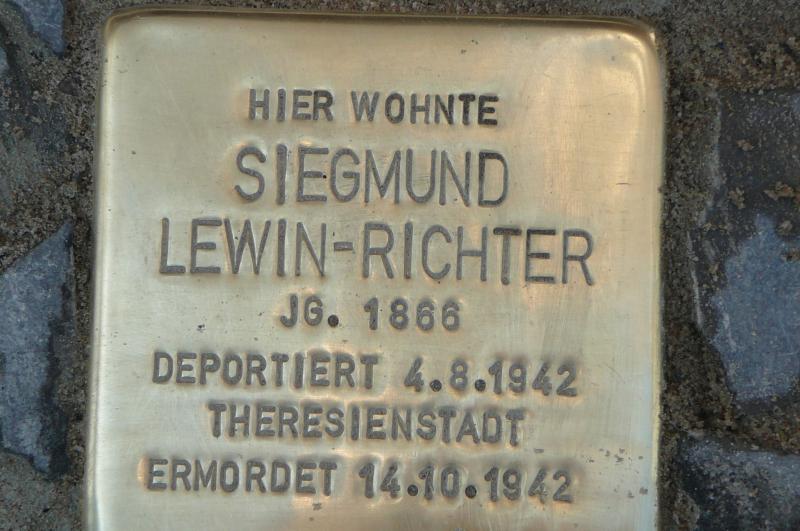 HIER WOHNTE
SIEGMUND
LEWIN-RICHTER
JG. 1866
DEPORTIERT 4.8.1942
THERESIENSTADT
ERMORDET 14.10.1942